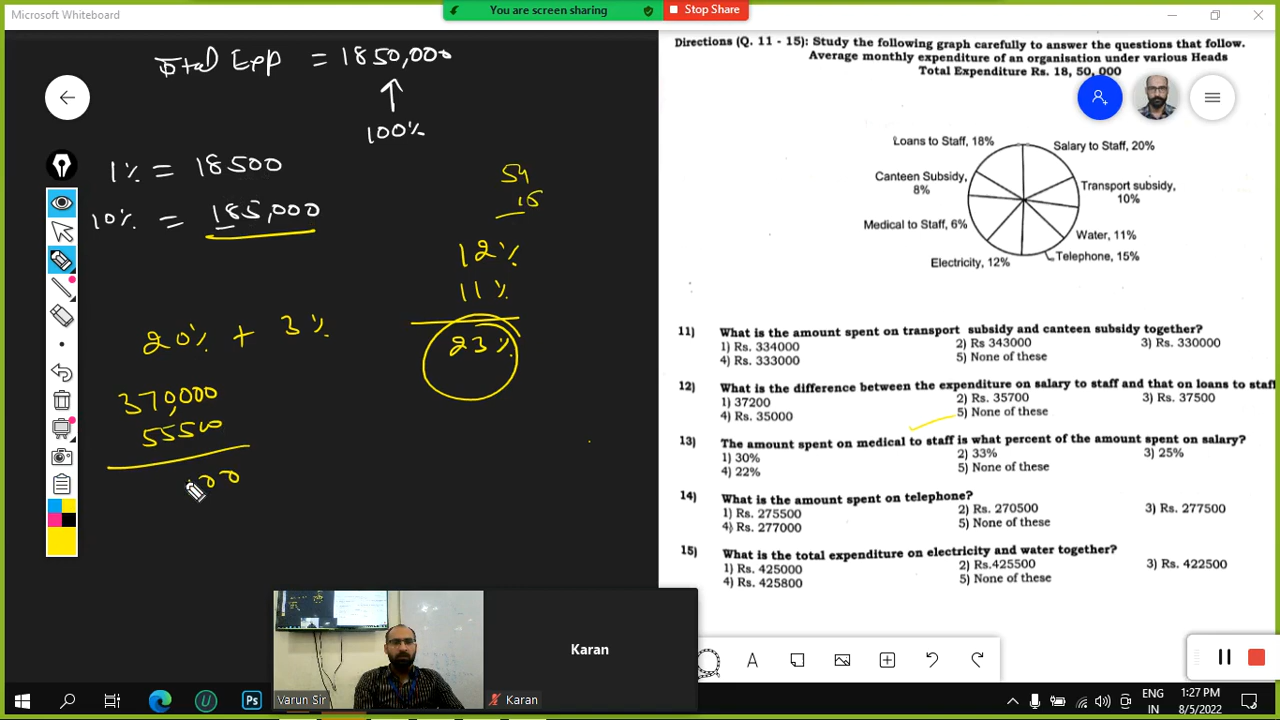 Microsoft Whiteboard
You are screen sharing
Stop Share
Total Exp = 1850,000
100%
1% = 18500
10% = 185,000
54
16
12%
11%
23%
20% + 3%
370,000
55500
00
Directions (Q. 11 - 15): Study the following graph carefully to answer the questions that follow.
Average monthly expenditure of an organisation under various Heads
Total Expenditure Rs. 18, 50, 000
Loans to Staff, 18%
Salary to Staff, 20%
Canteen Subsidy,
8%
Transport subsidy,
10%
Medical to Staff, 6%
Water, 11%
Electricity, 12%
Telephone, 15%
11) What is the amount spent on transport subsidy and canteen subsidy together?
1) Rs. 334000 2) Rs 343000 3) Rs. 330000
4) Rs. 333000 5) None of these
12) What is the difference between the expenditure on salary to staff and that on loans to staff
1) 37200 2) Rs. 35700 3) Rs. 37500
4) Rs. 35000 5) None of these
13) The amount spent on medical to staff is what percent of the amount spent on salary?
1) 30% 2) 33% 3) 25%
4) 22% 5) None of these
14) What is the amount spent on telephone?
1) Rs. 275500 2) Rs. 270500 3) Rs. 277500
4) Rs. 277000 5) None of these
15) What is the total expenditure on electricity and water together?
1) Rs. 425000 2) Rs.425500 3) Rs. 422500
4) Rs. 425800 5) None of these
Karan
Varun Sir
Karan
A
U
Ps
ENG
IN
1:27 PM
8/5/2022